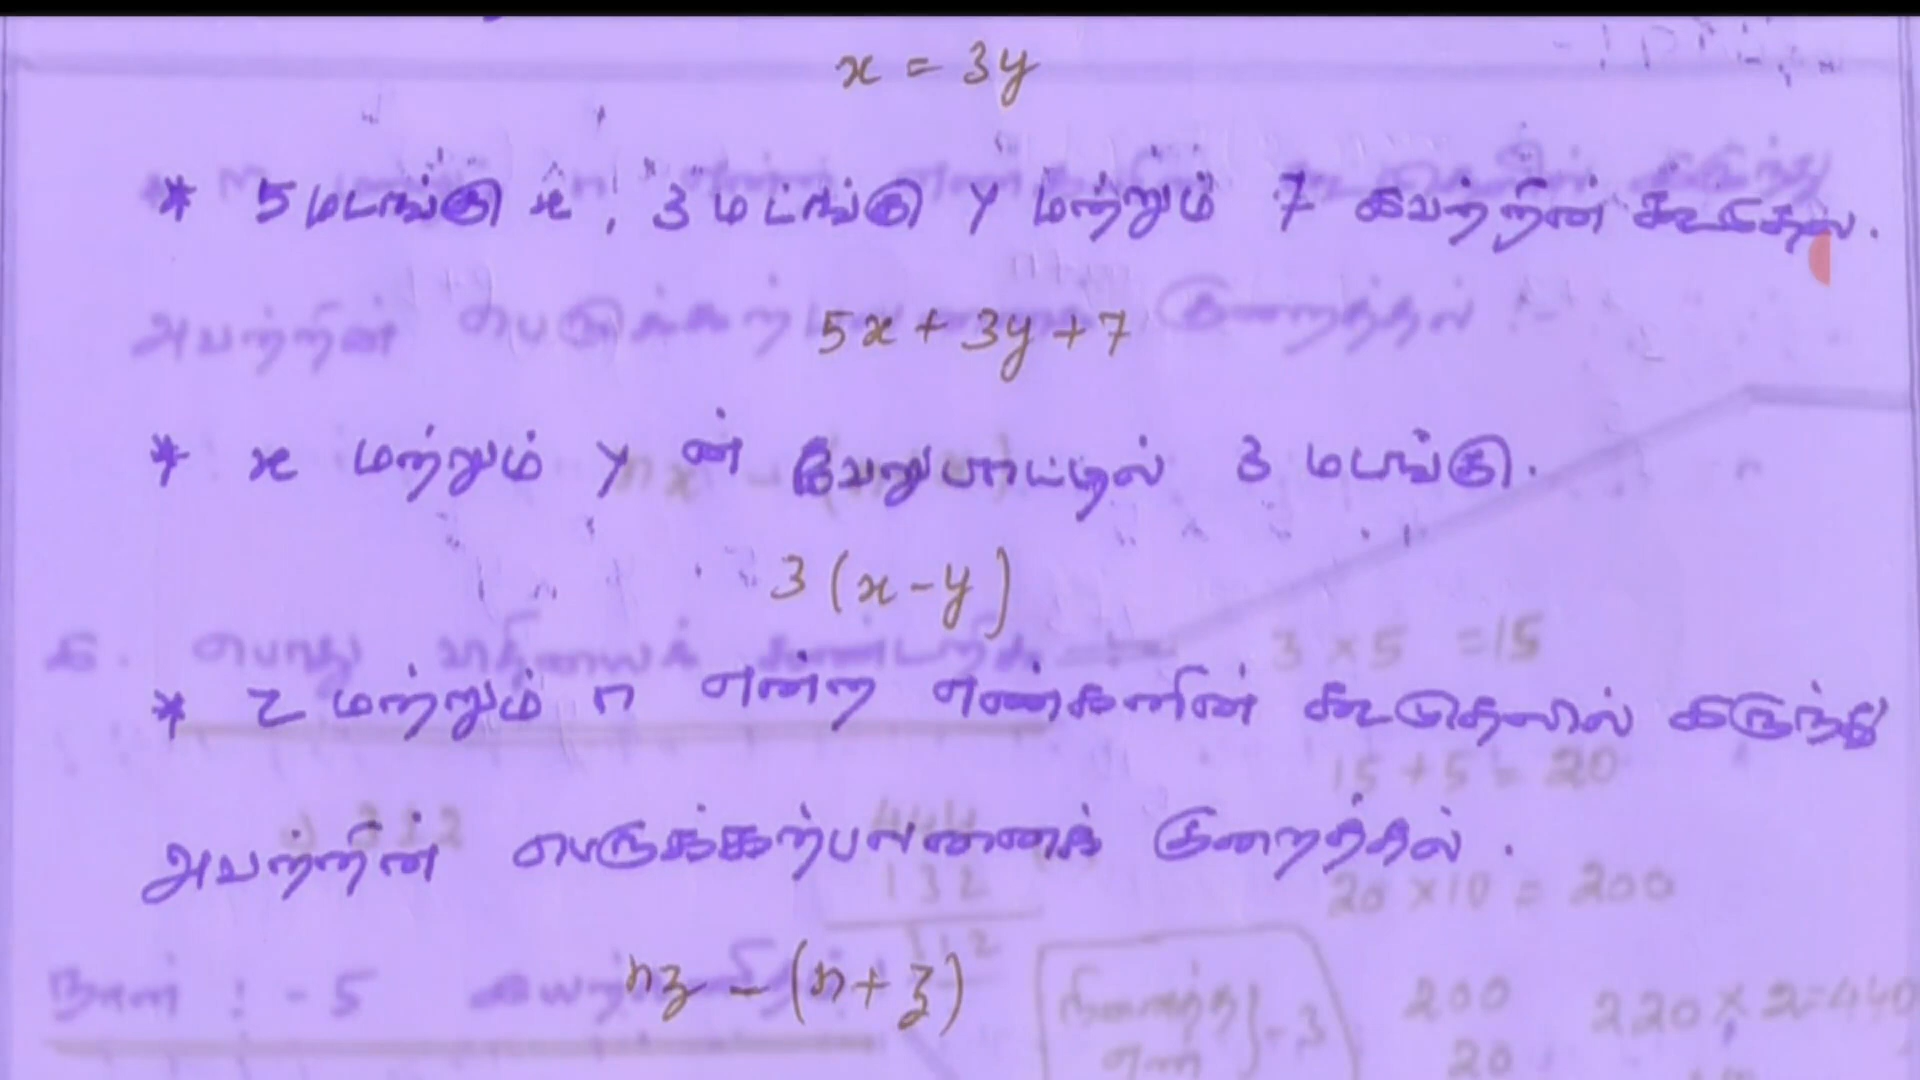 x = 3y
* 5 மடங்கு x, 3 மடங்கு y மற்றும் 7 இவற்றின் கூடுதல்.
5x + 3y + 7
* x மற்றும் y ன் வேறுபாட்டில் 3 மடங்கு.
3 (x - y)
* z மற்றும் n என்ற எண்களின் கூடுதலில் இருந்து
அவற்றின் பெருக்கற்பலனைக் குறைத்தல்.
nz - (n + z)